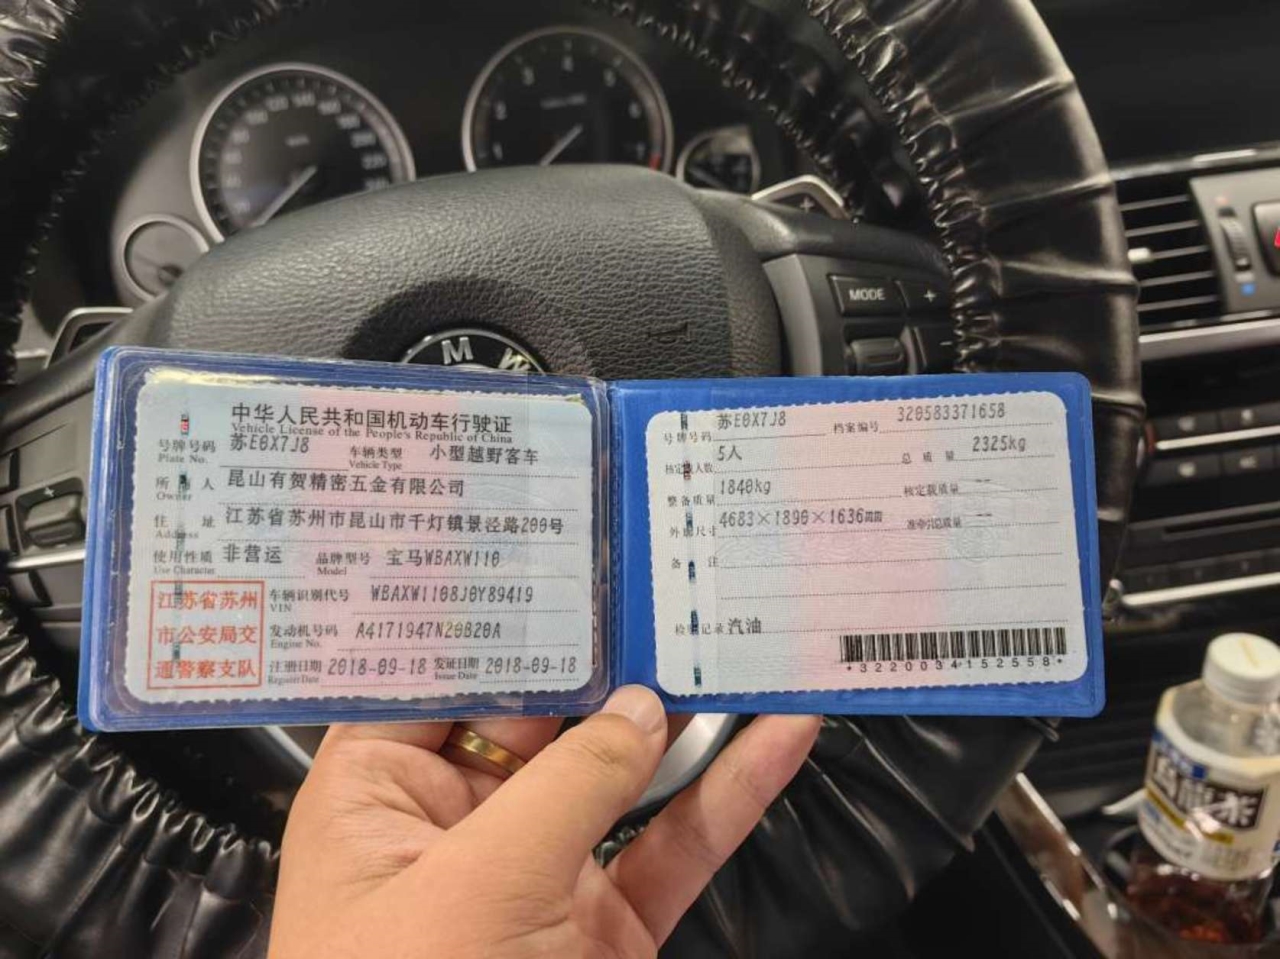 MODE
+
M W
中华人民共和国机动车行驶证
Vehicle License of the People's Republic of China
号牌号码 苏E0X7J8 车辆类型 小型越野客车
Plate No. Vehicle Type
所有人 昆山有贺精密五金有限公司
Owner
住址 江苏省苏州市昆山市千灯镇景泾路200号
Address
使用性质 非营运 品牌型号 宝马WBAXW110
Use Character Model
江苏省苏州
市公安局交
通警察支队
车辆识别代号 WBAXW1108J0Y89419
VIN
发动机号码 A4171947N20B20A
Engine No.
注册日期 2018-09-18 发证日期 2018-09-18
Register Date Issue Date
号牌号码 苏E0X7J8 档案编号 320583371658
核定载人数 5人 总质量 2325kg
整备质量 1840kg 核定载质量 --
外廓尺寸 4683×1898×1636mm 准牵引总质量 --
备注
检验记录 汽油
*3220034152558*